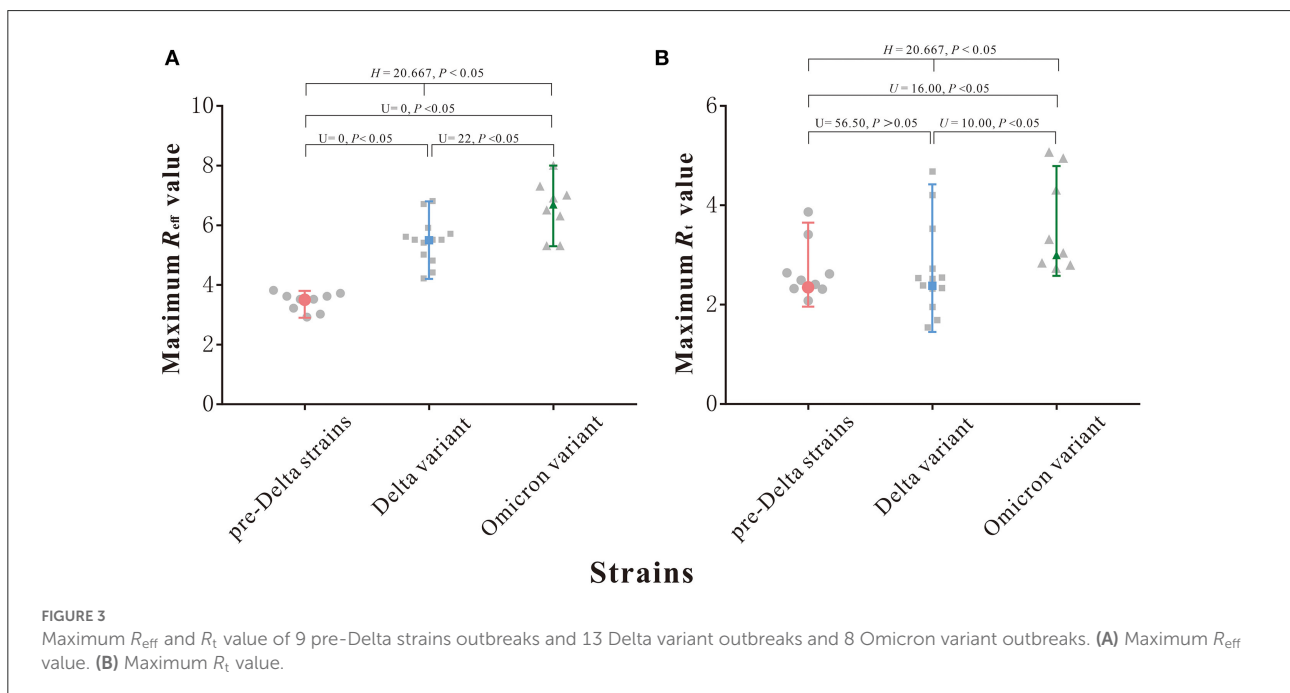 A
H = 20.667, P < 0.05
U= 0, P <0.05
U= 0, P< 0.05
U= 22, P <0.05
Maximum Reff value
10
8
6
4
2
0
pre-Delta strains
Delta variant
Omicron variant
B
H = 20.667, P < 0.05
U = 16.00, P <0.05
U= 56.50, P >0.05
U = 10.00, P <0.05
Maximum Rt value
6
4
2
0
pre-Delta strains
Delta variant
Omicron variant
Strains
FIGURE 3
Maximum Reff and Rt value of 9 pre-Delta strains outbreaks and 13 Delta variant outbreaks and 8 Omicron variant outbreaks. (A) Maximum Reff
value. (B) Maximum Rt value.